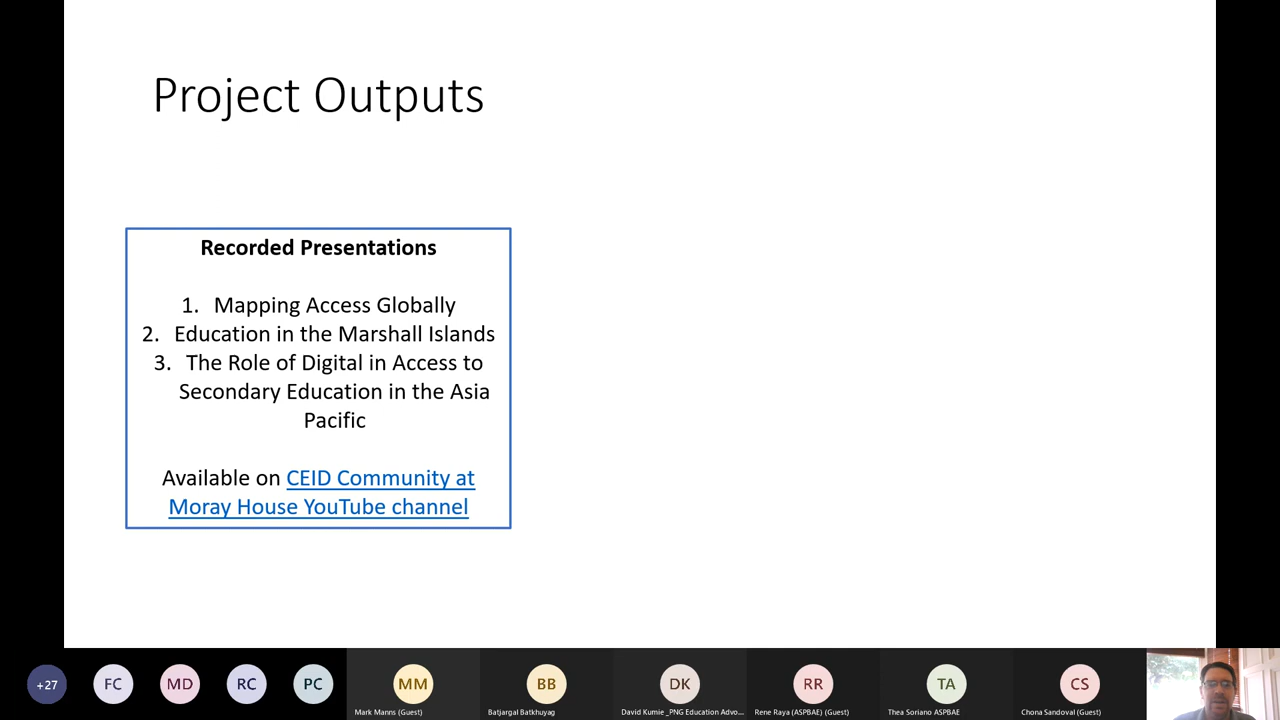 Project Outputs
Recorded Presentations
1. Mapping Access Globally
2. Education in the Marshall Islands
3. The Role of Digital in Access to
Secondary Education in the Asia
Pacific
Available on CEID Community at
Moray House YouTube channel
+27
FC
MD
RC
PC
MM
BB
DK
RR
TA
CS
Mark Manns (Guest)
Batjargal Batkhuyag
David Kumie _PNG Education Advo...
Rene Raya (ASPBAE) (Guest)
Thea Soriano ASPBAE
Chona Sandoval (Guest)